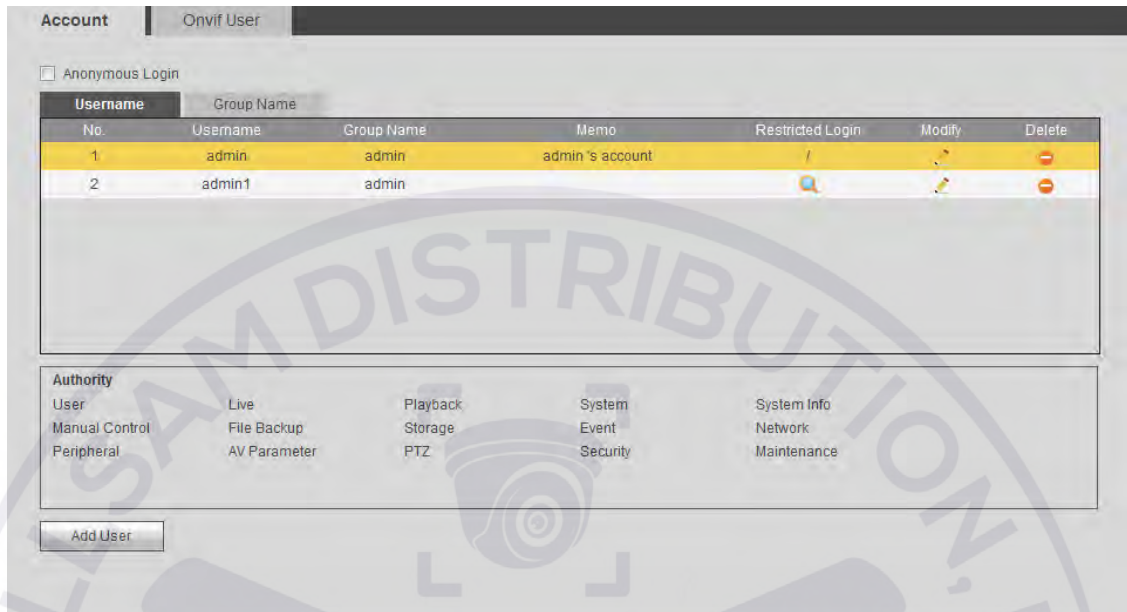 Account Onvif User
Anonymous Login
Username Group Name
No. Username Group Name Memo Restricted Login Modify Delete
1 admin admin admin 's account /
2 admin1 admin
Authority
User Live Playback System System Info
Manual Control File Backup Storage Event Network
Peripheral AV Parameter PTZ Security Maintenance
Add User
SAM DISTRIBUTION,